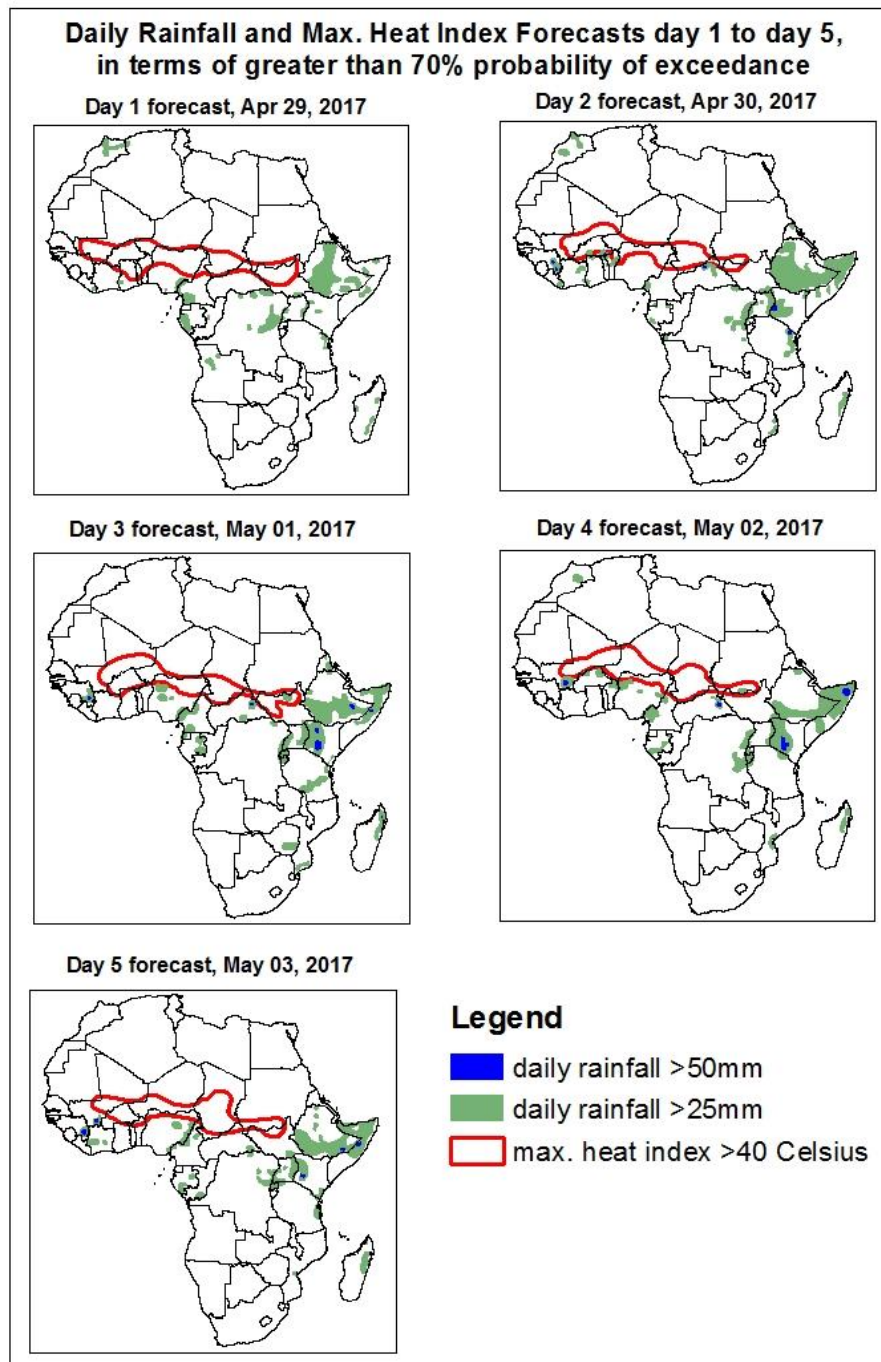 Daily Rainfall and Max. Heat Index Forecasts day 1 to day 5,
in terms of greater than 70% probability of exceedance
Day 1 forecast, Apr 29, 2017
Day 2 forecast, Apr 30, 2017
Day 3 forecast, May 01, 2017
Day 4 forecast, May 02, 2017
Day 5 forecast, May 03, 2017
Legend
daily rainfall >50mm
daily rainfall >25mm
max. heat index >40 Celsius